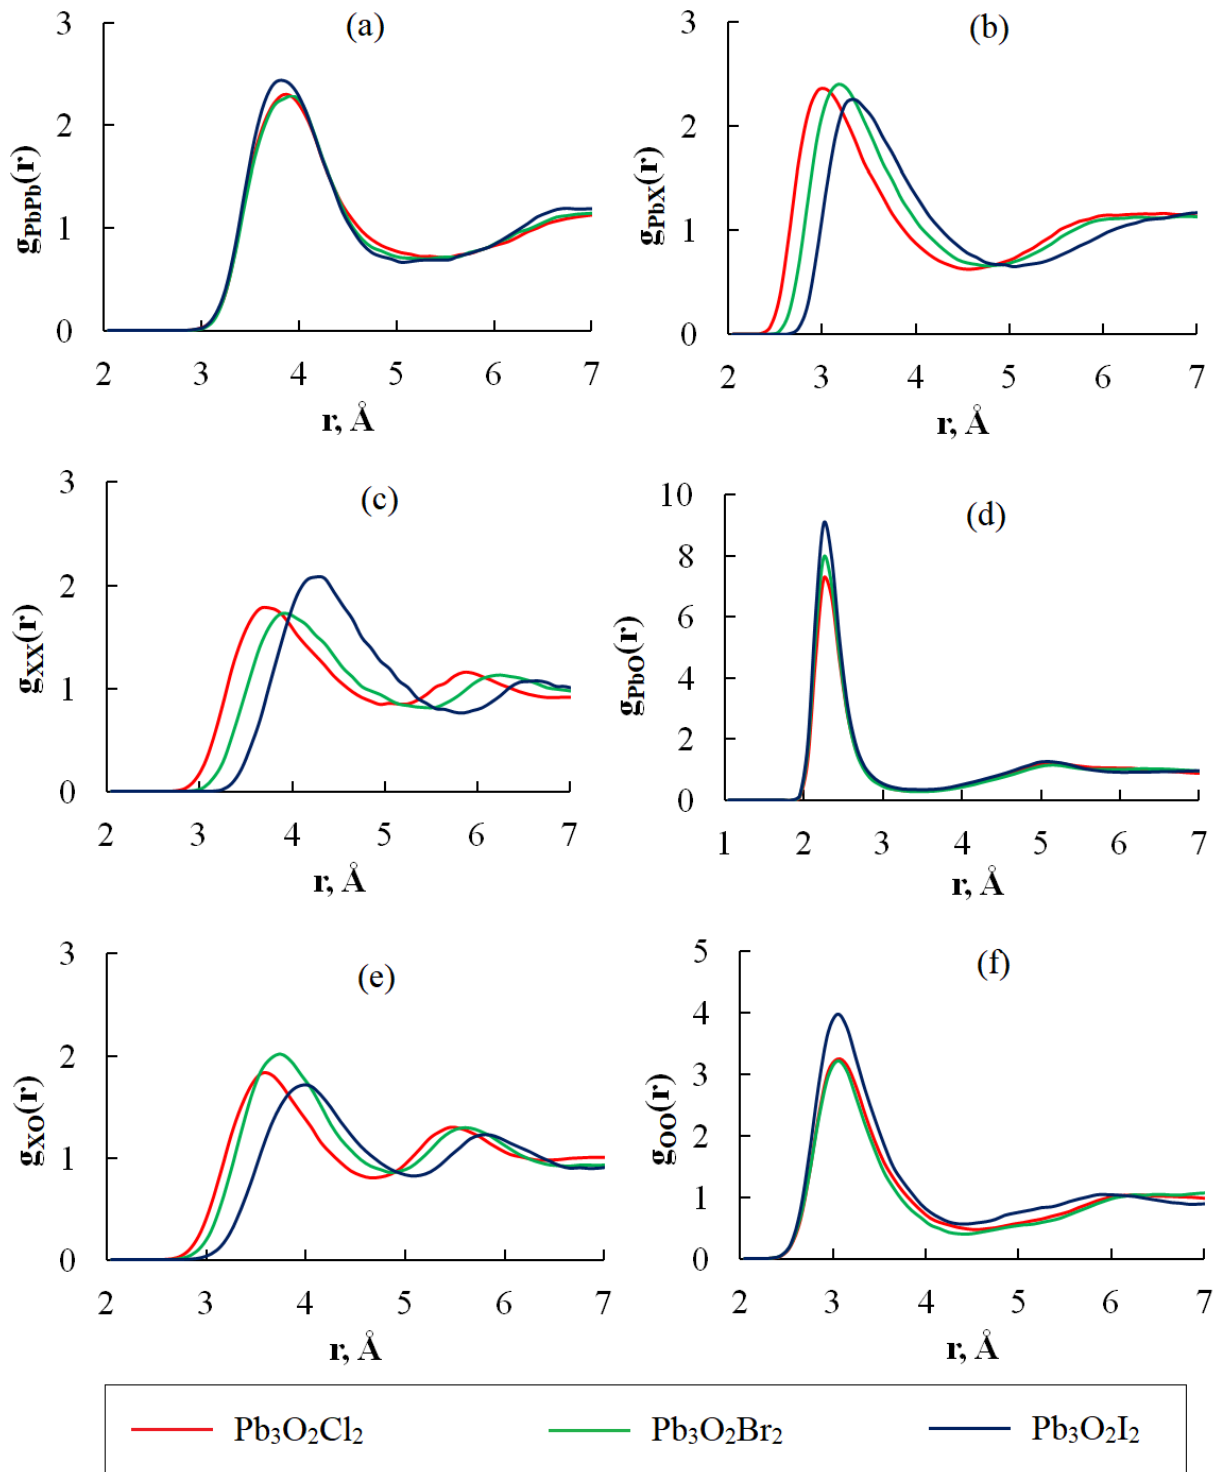 (a)
3
2
1
0
g_PbPb(r)
2 3 4 5 6 7
r, Å
(b)
3
2
1
0
g_PbX(r)
2 3 4 5 6 7
r, Å
(c)
3
2
1
0
g_XX(r)
2 3 4 5 6 7
r, Å
(d)
10
8
6
4
2
0
g_PbO(r)
1 2 3 4 5 6 7
r, Å
(e)
3
2
1
0
g_XO(r)
2 3 4 5 6 7
r, Å
(f)
5
4
3
2
1
0
g_OO(r)
2 3 4 5 6 7
r, Å
Pb₃O₂Cl₂ Pb₃O₂Br₂ Pb₃O₂I₂